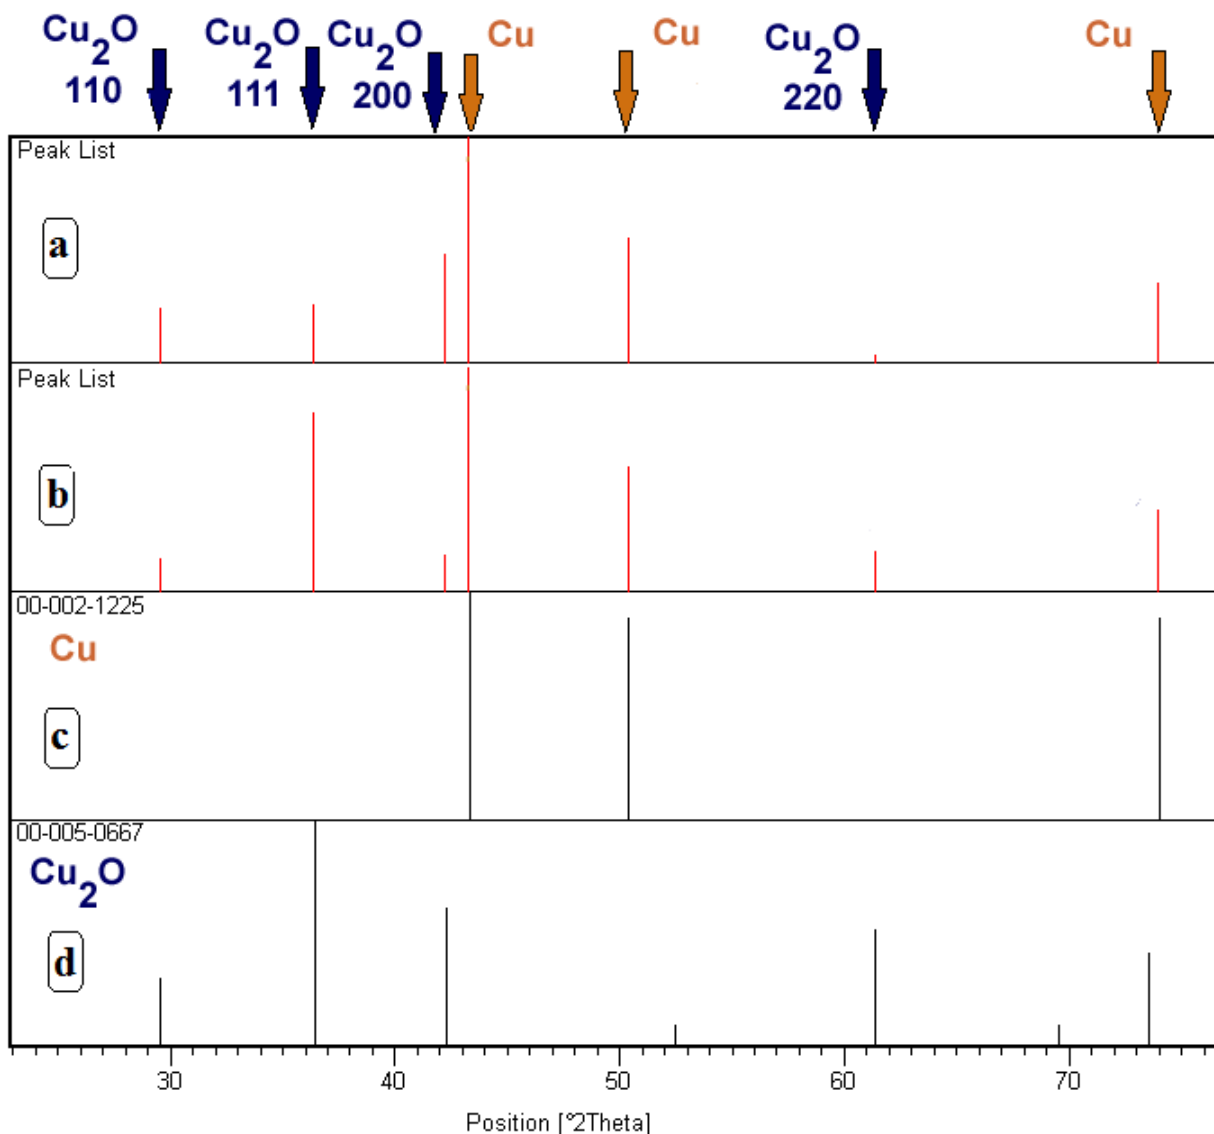 Cu2O Cu2O Cu2O Cu Cu Cu2O Cu
110 111 200 220
Peak List
a
Peak List
b
00-002-1225
Cu
c
00-005-0667
Cu2O
d
30 40 50 60 70
Position [°2Theta]